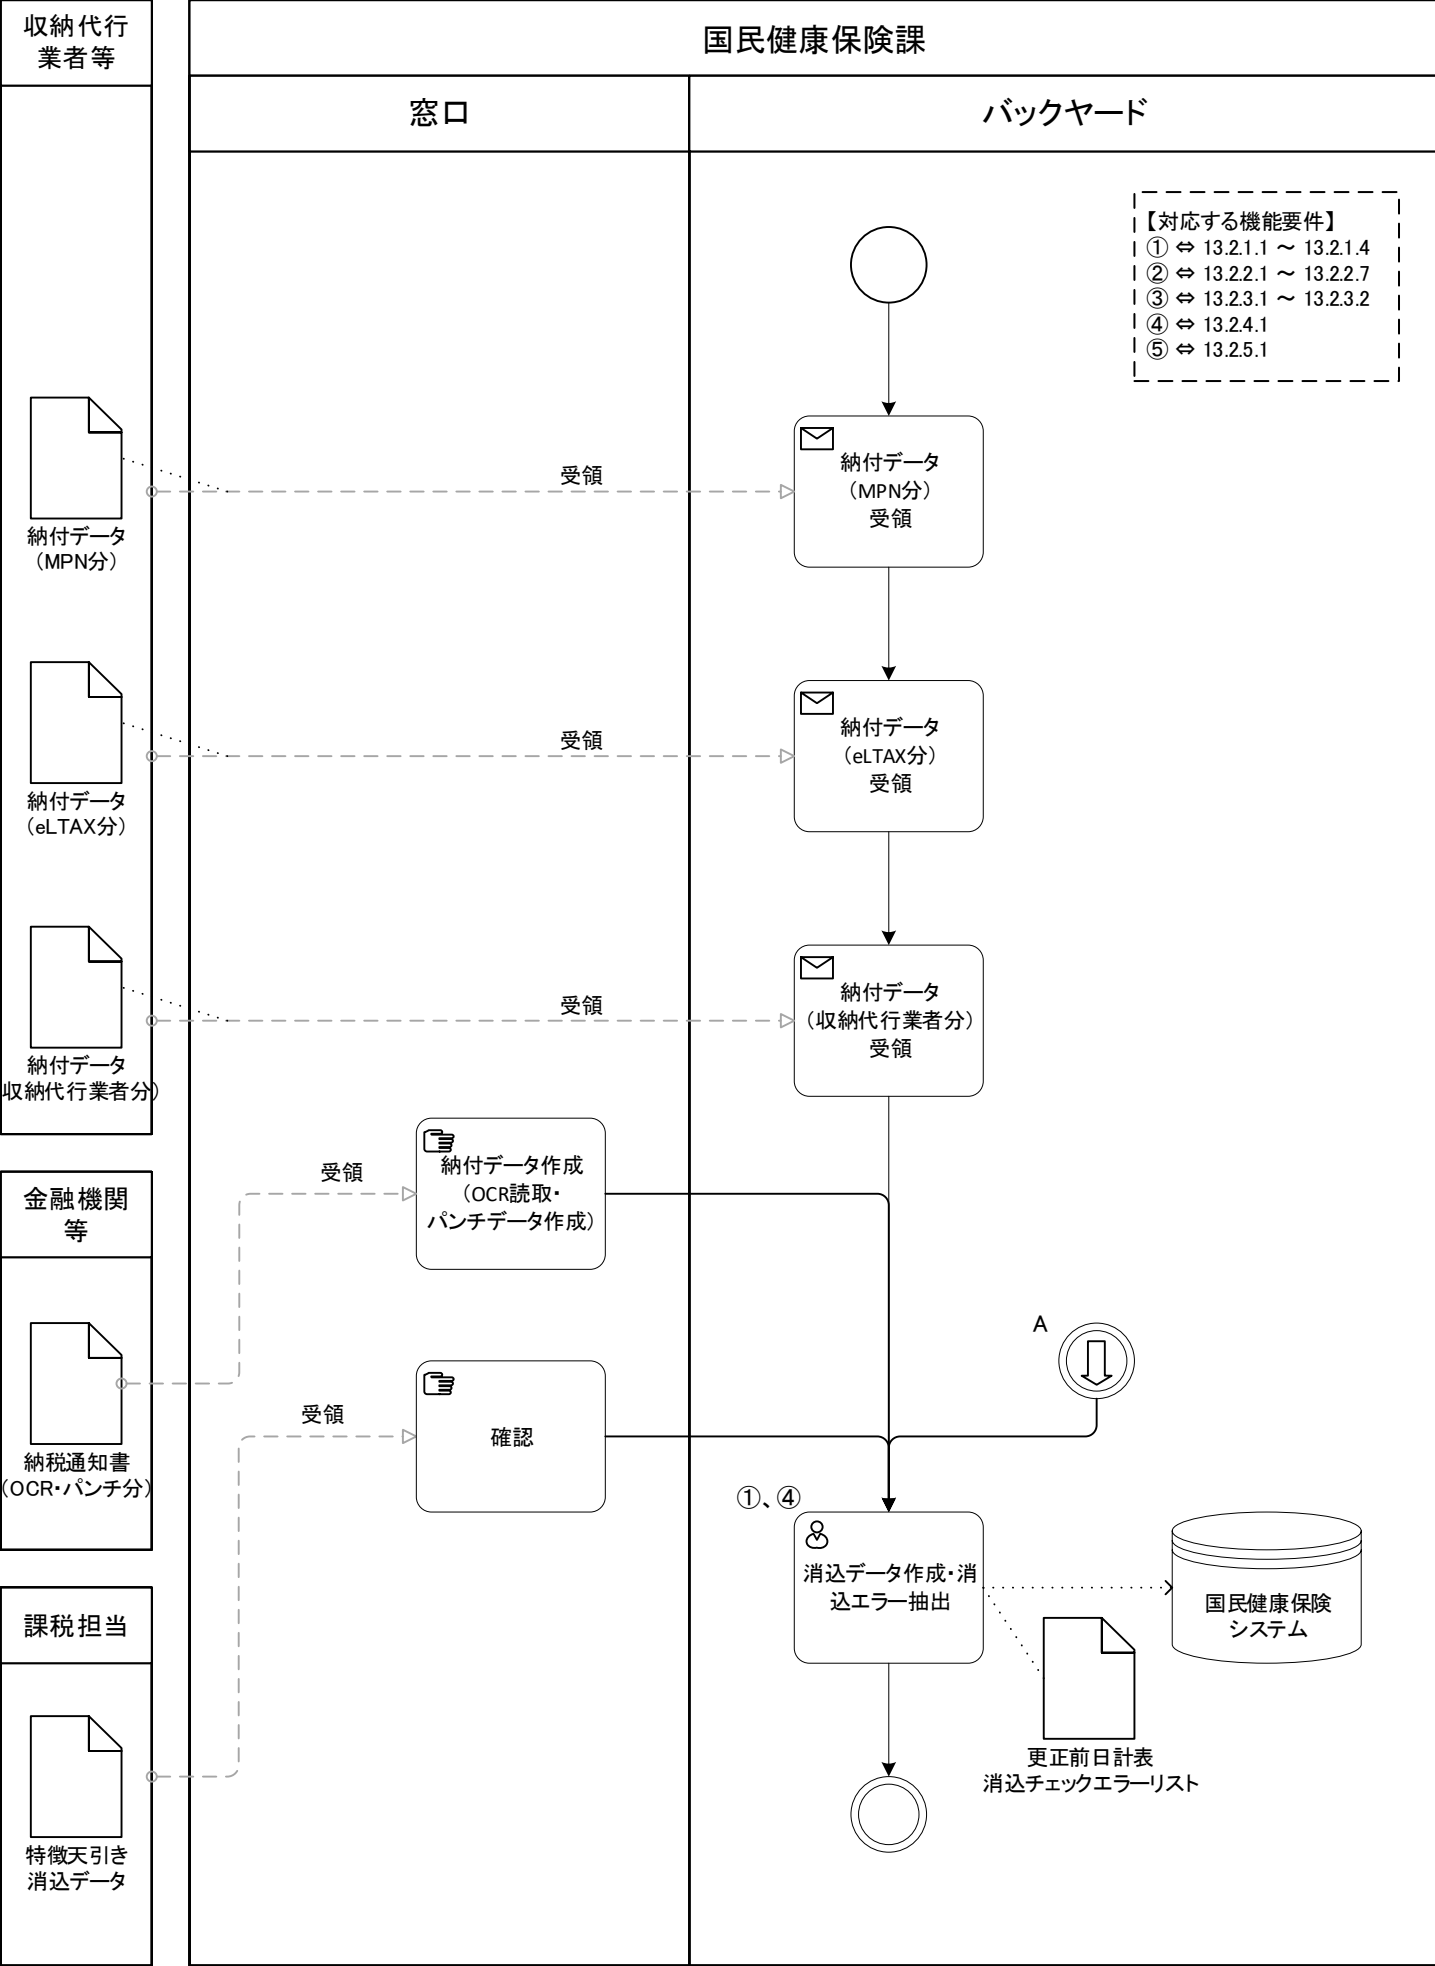 収納代行
業者等
国民健康保険課
窓口
バックヤード
【対応する機能要件】
① ⇔ 13.2.1.1 ～ 13.2.1.4
② ⇔ 13.2.2.1 ～ 13.2.2.7
③ ⇔ 13.2.3.1 ～ 13.2.3.2
④ ⇔ 13.2.4.1
⑤ ⇔ 13.2.5.1
納付データ
（MPN分）
受領
納付データ
（MPN分）
受領
納付データ
（eLTAX分）
受領
納付データ
（eLTAX分）
受領
納付データ
収納代行業者分）
受領
納付データ
（収納代行業者分）
受領
金融機関
等
受領
納付データ作成
（OCR読取・
パンチデータ作成）
納税通知書
（OCR・パンチ分）
受領
確認
A
①、④
消込データ作成・消
込エラー抽出
国民健康保険
システム
更正前日計表
消込チェックエラーリスト
課税担当
特徴天引き
消込データ